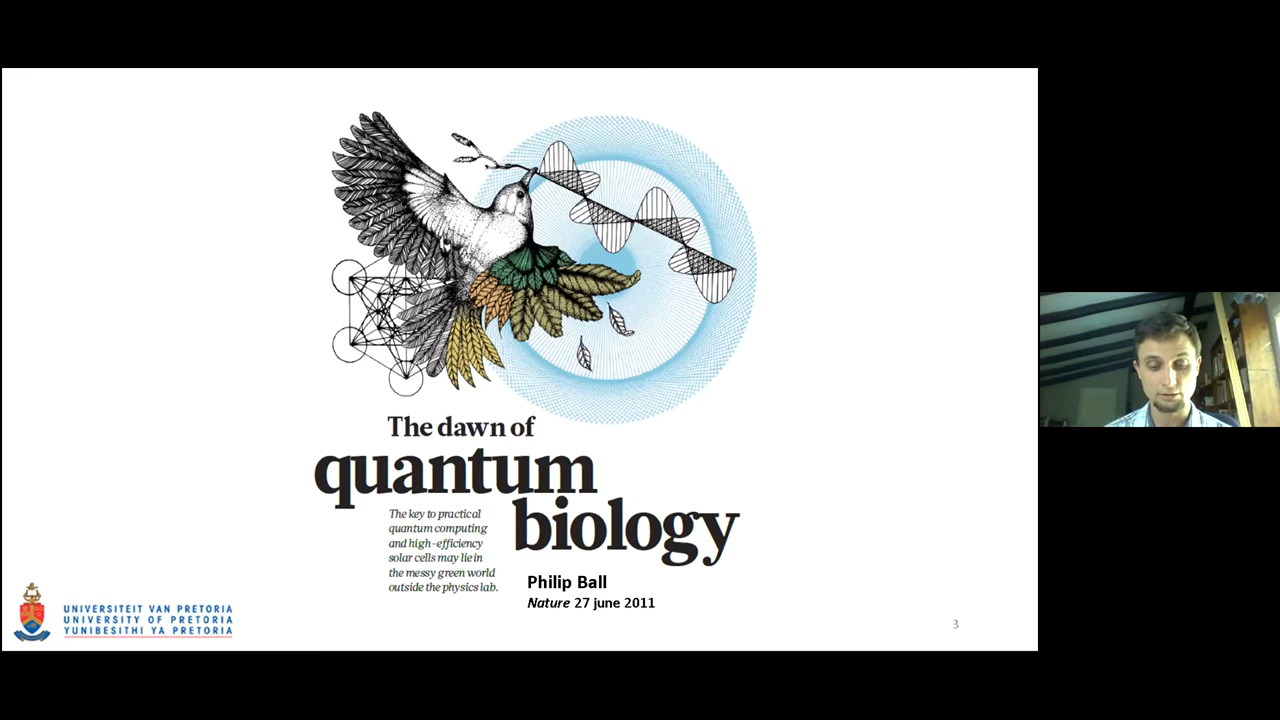 The dawn of
quantum
biology
The key to practical
quantum computing
and high-efficiency
solar cells may lie in
the messy green world
outside the physics lab.
Philip Ball
Nature 27 june 2011
UNIVERSITEIT VAN PRETORIA
UNIVERSITY OF PRETORIA
YUNIBESITHI YA PRETORIA
3